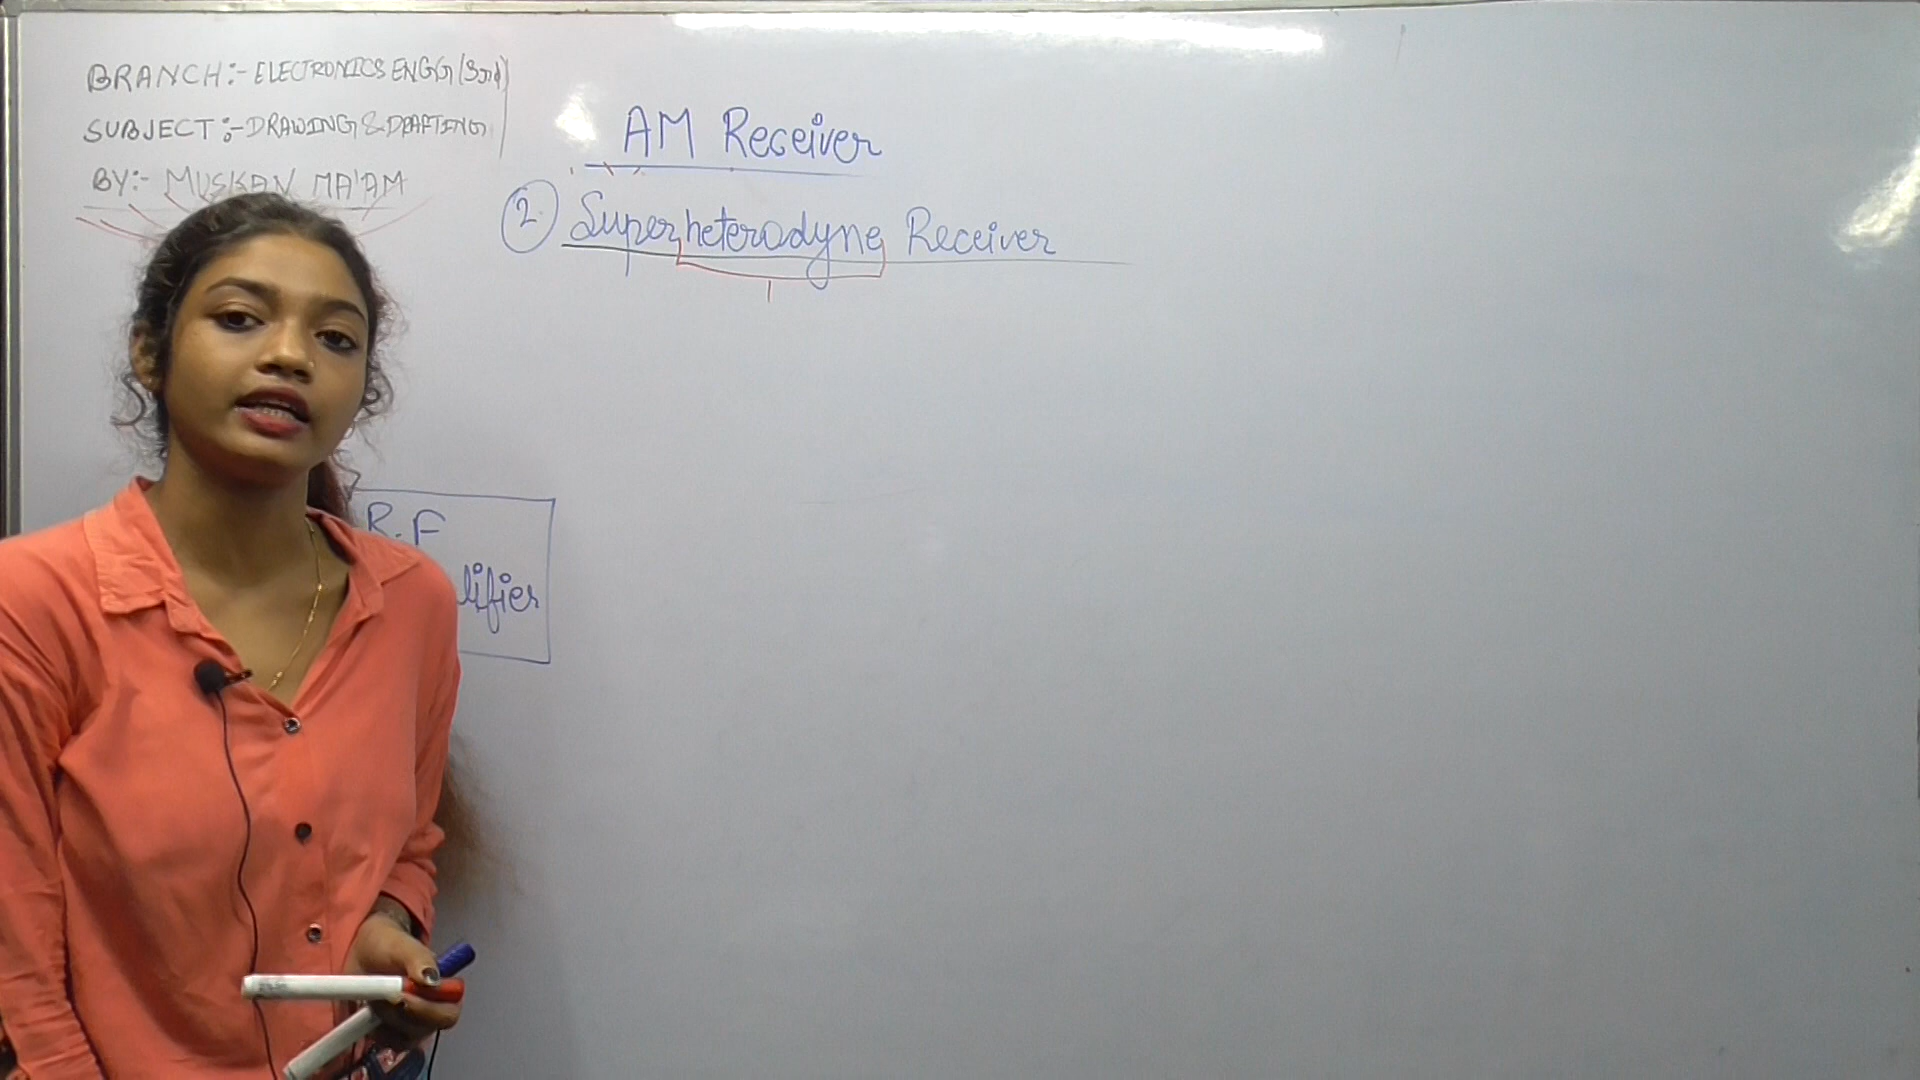 BRANCH:- ELECTRONICS ENGG (3rd)
SUBJECT:- DRAWING & DRAFTING
BY:- MUSKAN MA'AM
AM Receiver
2. Superheterodyne Receiver
R.F
lifier